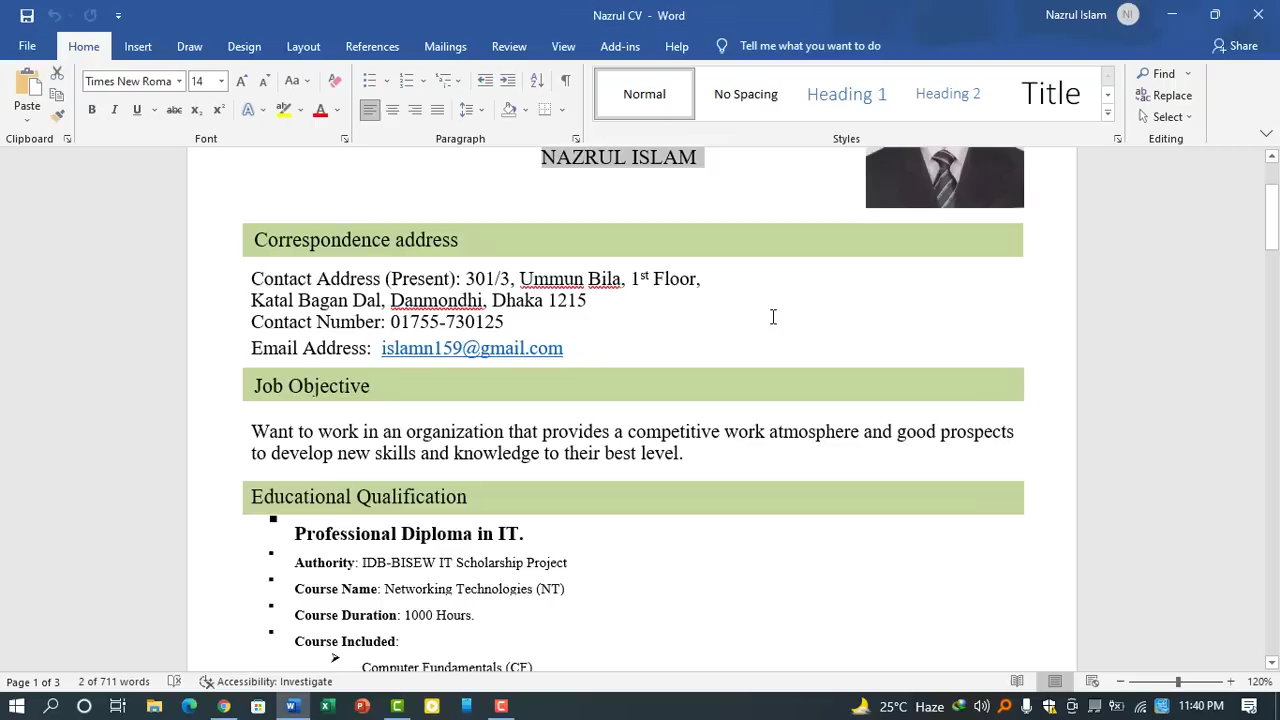 Nazrul CV - Word
Nazrul Islam NI
File Home Insert Draw Design Layout References Mailings Review View Add-ins Help Tell me what you want to do Share
Paste Times New Roma 14 Aa Normal No Spacing Heading 1 Heading 2 Title Find Replace Select
B I U abc x₂ x² A A
Clipboard Font Paragraph Styles Editing
NAZRUL ISLAM
Correspondence address
Contact Address (Present): 301/3, Ummun Bila, 1st Floor,
Katal Bagan Dal, Danmondhi, Dhaka 1215
Contact Number: 01755-730125
Email Address: islamn159@gmail.com
Job Objective
Want to work in an organization that provides a competitive work atmosphere and good prospects
to develop new skills and knowledge to their best level.
Educational Qualification
Professional Diploma in IT.
Authority: IDB-BISEW IT Scholarship Project
Course Name: Networking Technologies (NT)
Course Duration: 1000 Hours.
Course Included:
Computer Fundamentals (CF)
Page 1 of 3 2 of 711 words Accessibility: Investigate 120%
25°C Haze 11:40 PM